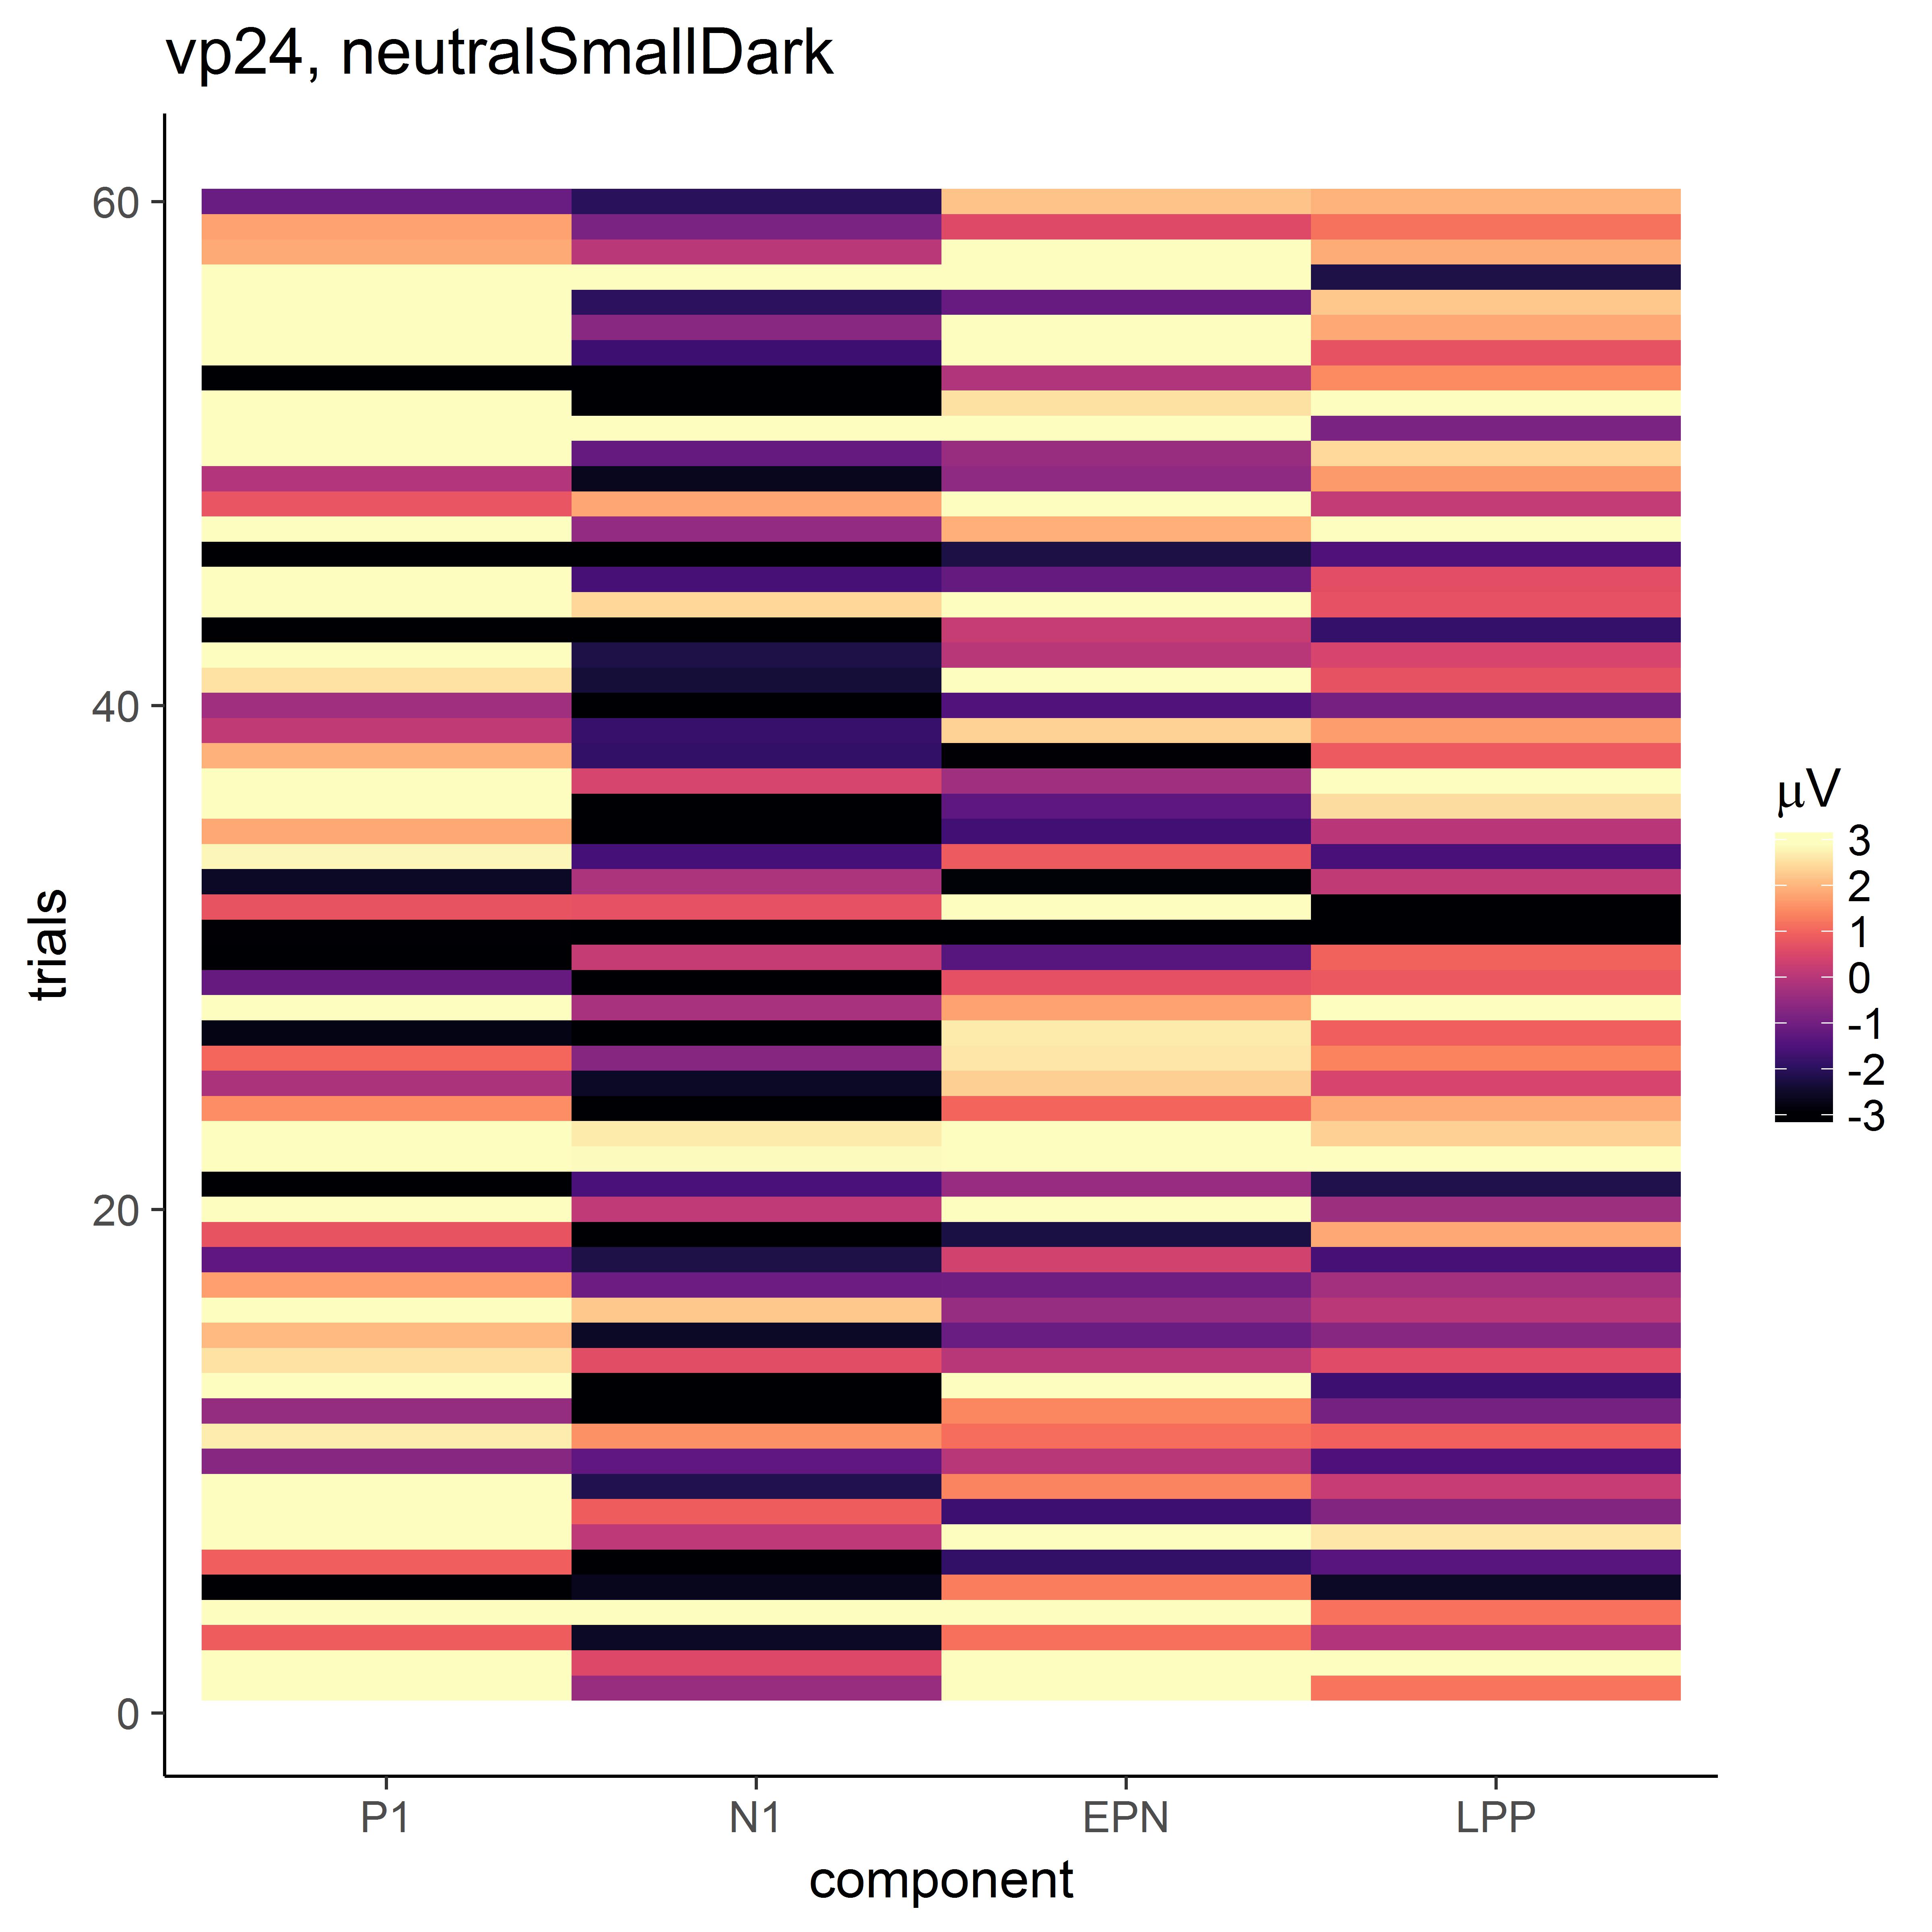 vp24, neutralSmallDark
60
40
20
0
trials
P1 N1 EPN LPP
component
μV
3
2
1
0
-1
-2
-3